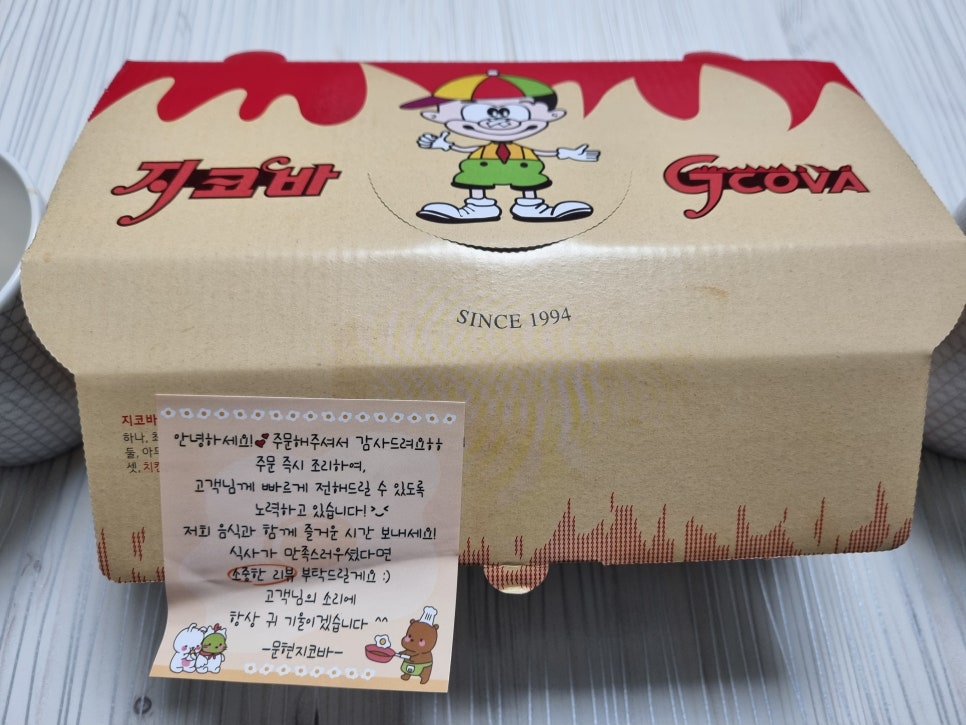 지코바
GCOVA
SINCE 1994
지코바
하나,
둘,
셋, 치킨
안녕하세요! 주문해주셔서 감사드려요ㅎㅎ
주문 즉시 조리하여,
고객님께 빠르게 전해드릴 수 있도록
노력하고 있습니다! >_<
저희 음식과 함께 즐거운 시간 보내세요!
식사가 만족스러우셨다면
소중한 리뷰 부탁드릴게요 :)
고객님의 소리에
항상 귀 기울이겠습니다 ^^
-문현지코바-